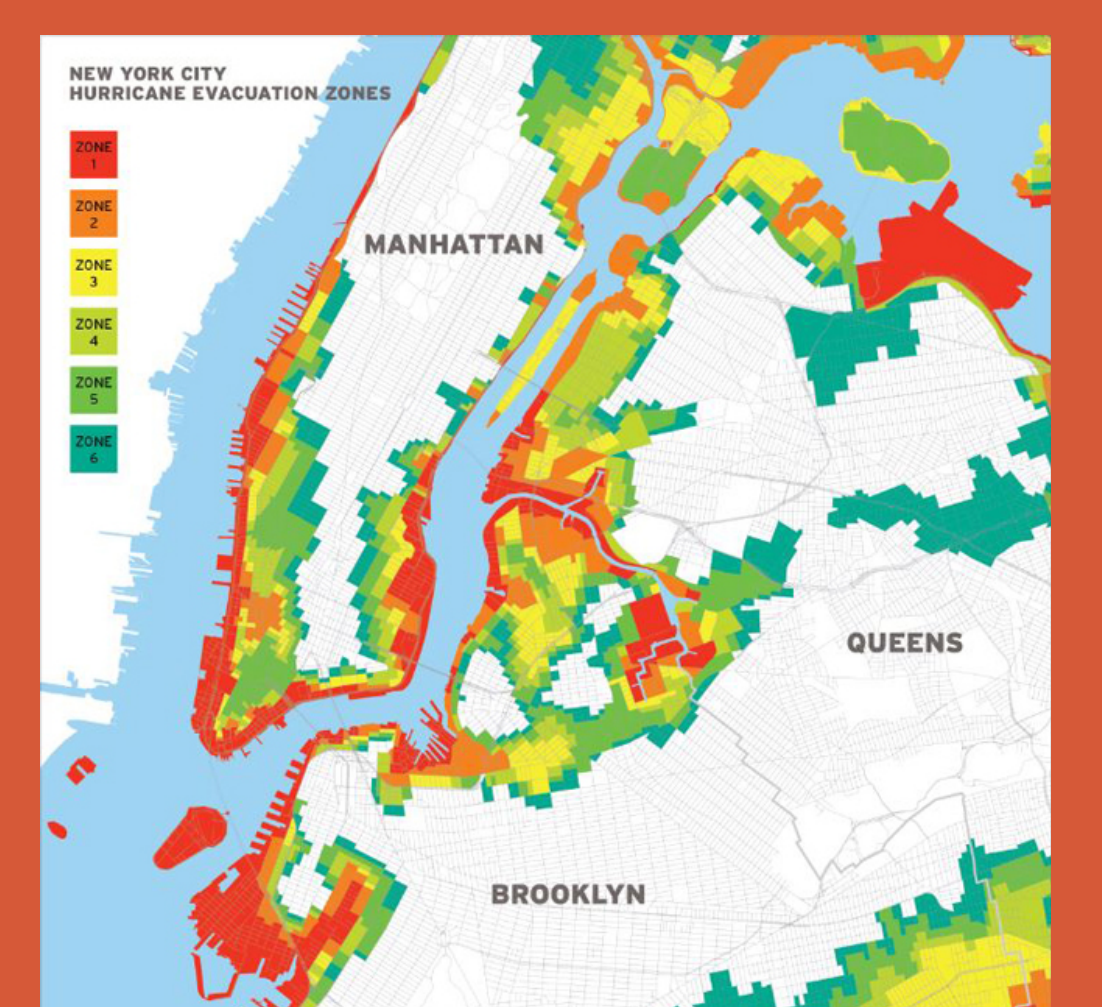 NEW YORK CITY
HURRICANE EVACUATION ZONES
ZONE
1
ZONE
2
ZONE
3
ZONE
4
ZONE
5
ZONE
6
MANHATTAN
QUEENS
BROOKLYN